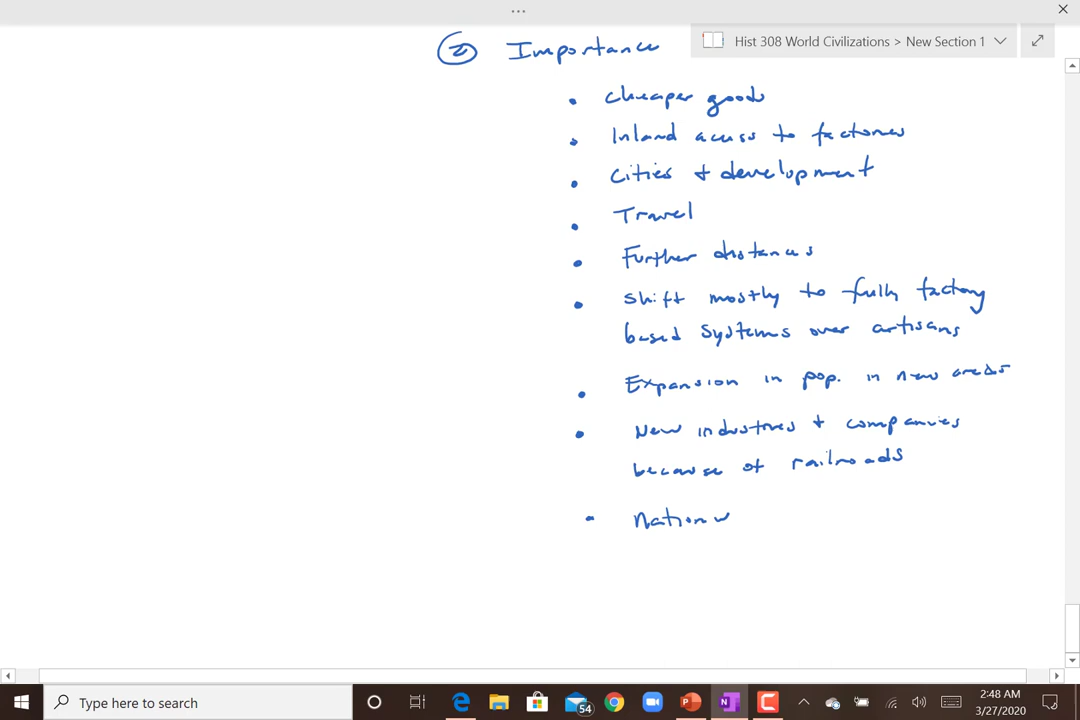 Hist 308 World Civilizations > New Section 1
② Importance
• Cheaper goods
• Inland access to factories
• Cities + development
• Travel
• Further distances
• Shift mostly to fully factory
based systems over artisans
• Expansion in pop. in new areas
• New industries + companies
because of railroads
• Nationw
Type here to search
54
2:48 AM
3/27/2020